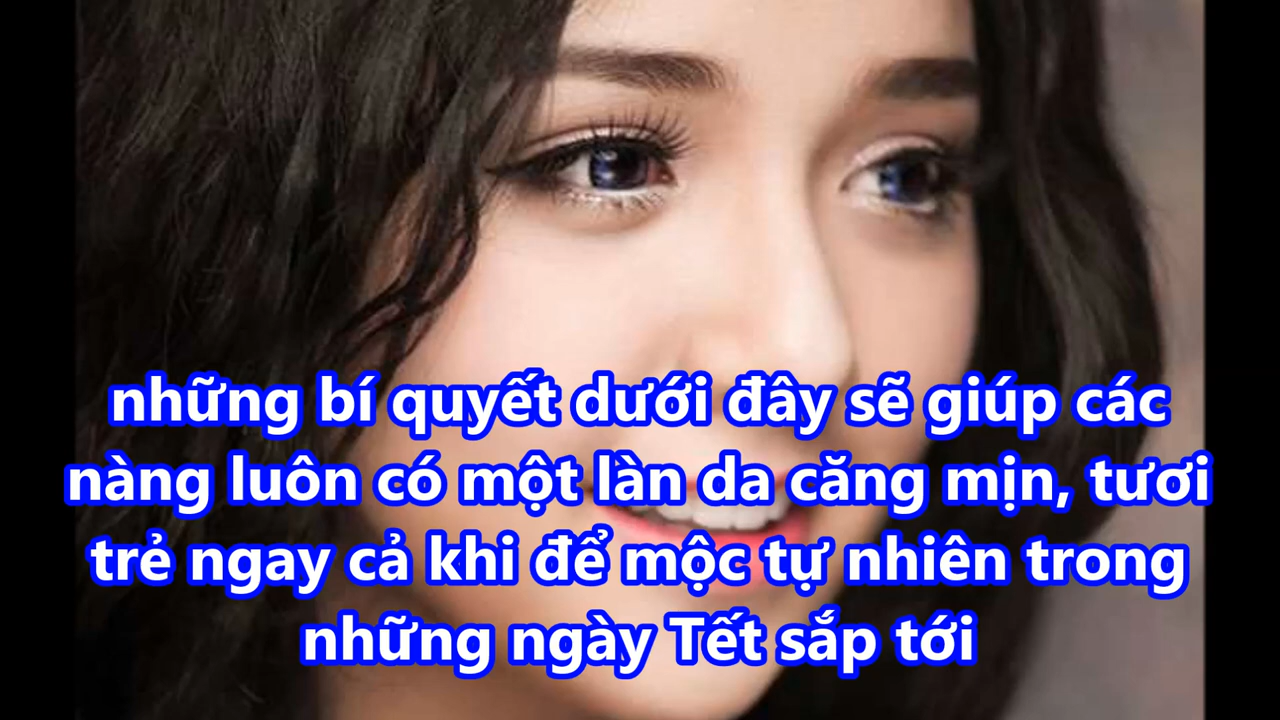 những bí quyết dưới đây sẽ giúp các
nàng luôn có một làn da căng mịn, tươi
trẻ ngay cả khi để mộc tự nhiên trong
những ngày Tết sắp tới